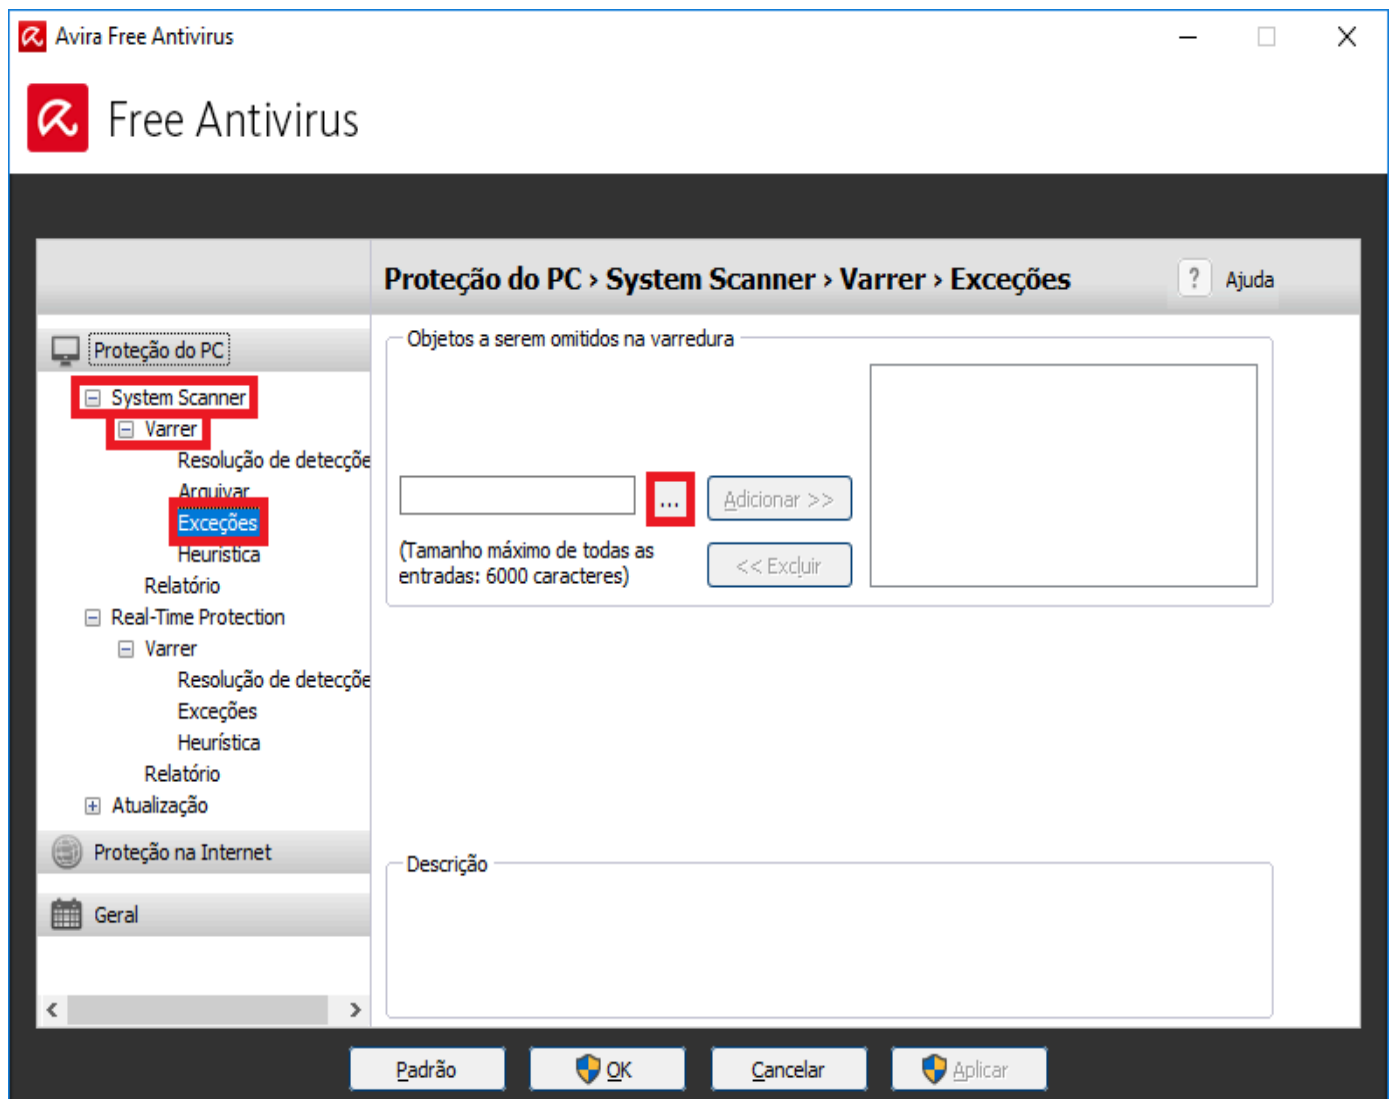 Avira Free Antivirus
Free Antivirus
Proteção do PC › System Scanner › Varrer › Exceções
? Ajuda
Proteção do PC
System Scanner
Varrer
Resolução de detecçõe
Arquivar
Exceções
Heurística
Relatório
Real-Time Protection
Varrer
Resolução de detecçõe
Exceções
Heurística
Relatório
Atualização
Proteção na Internet
Geral
Objetos a serem omitidos na varredura
...
Adicionar >>
(Tamanho máximo de todas as
entradas: 6000 caracteres)
<< Excluir
Descrição
Padrão
OK
Cancelar
Aplicar